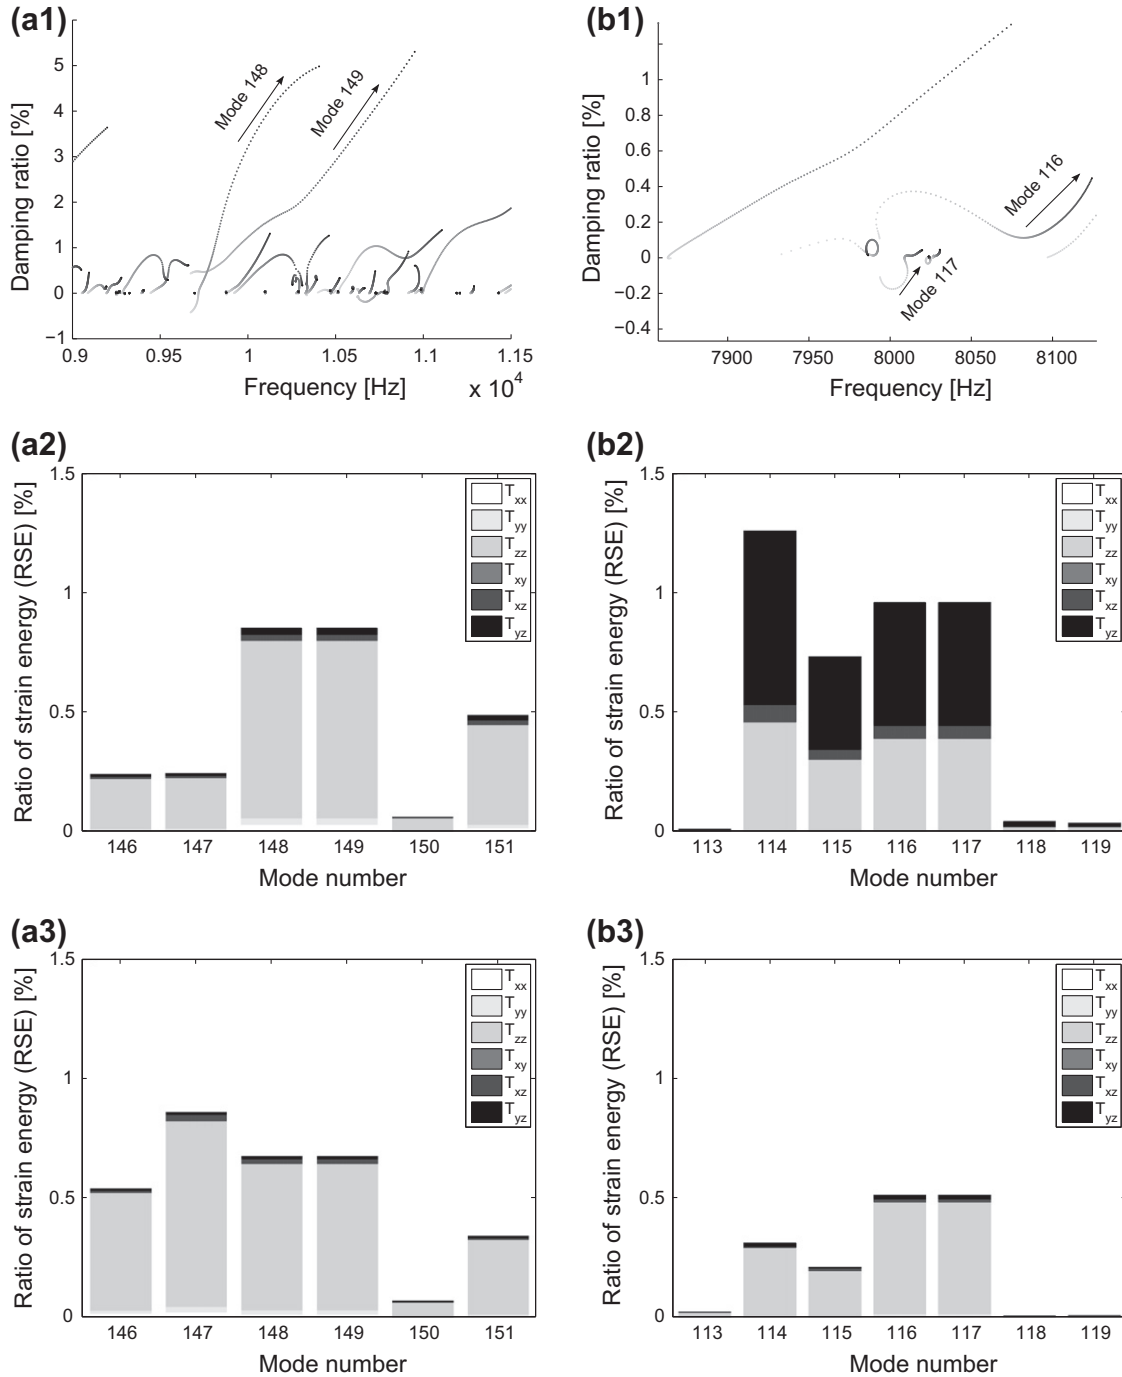 (a1)
Damping ratio [%]
5
4
3
2
1
0
−1
Mode 148
Mode 149
0.9
0.95
1
1.05
1.1
1.15
Frequency [Hz]
x 10^4
(b1)
Damping ratio [%]
1
0.8
0.6
0.4
0.2
0
−0.2
−0.4
Mode 116
Mode 117
7900
7950
8000
8050
8100
Frequency [Hz]
(a2)
Ratio of strain energy (RSE) [%]
1.5
1
0.5
0
T_xx
T_yy
T_zz
T_xy
T_xz
T_yz
146
147
148
149
150
151
Mode number
(b2)
Ratio of strain energy (RSE) [%]
1.5
1
0.5
0
T_xx
T_yy
T_zz
T_xy
T_xz
T_yz
113
114
115
116
117
118
119
Mode number
(a3)
Ratio of strain energy (RSE) [%]
1.5
1
0.5
0
T_xx
T_yy
T_zz
T_xy
T_xz
T_yz
146
147
148
149
150
151
Mode number
(b3)
Ratio of strain energy (RSE) [%]
1.5
1
0.5
0
T_xx
T_yy
T_zz
T_xy
T_xz
T_yz
113
114
115
116
117
118
119
Mode number